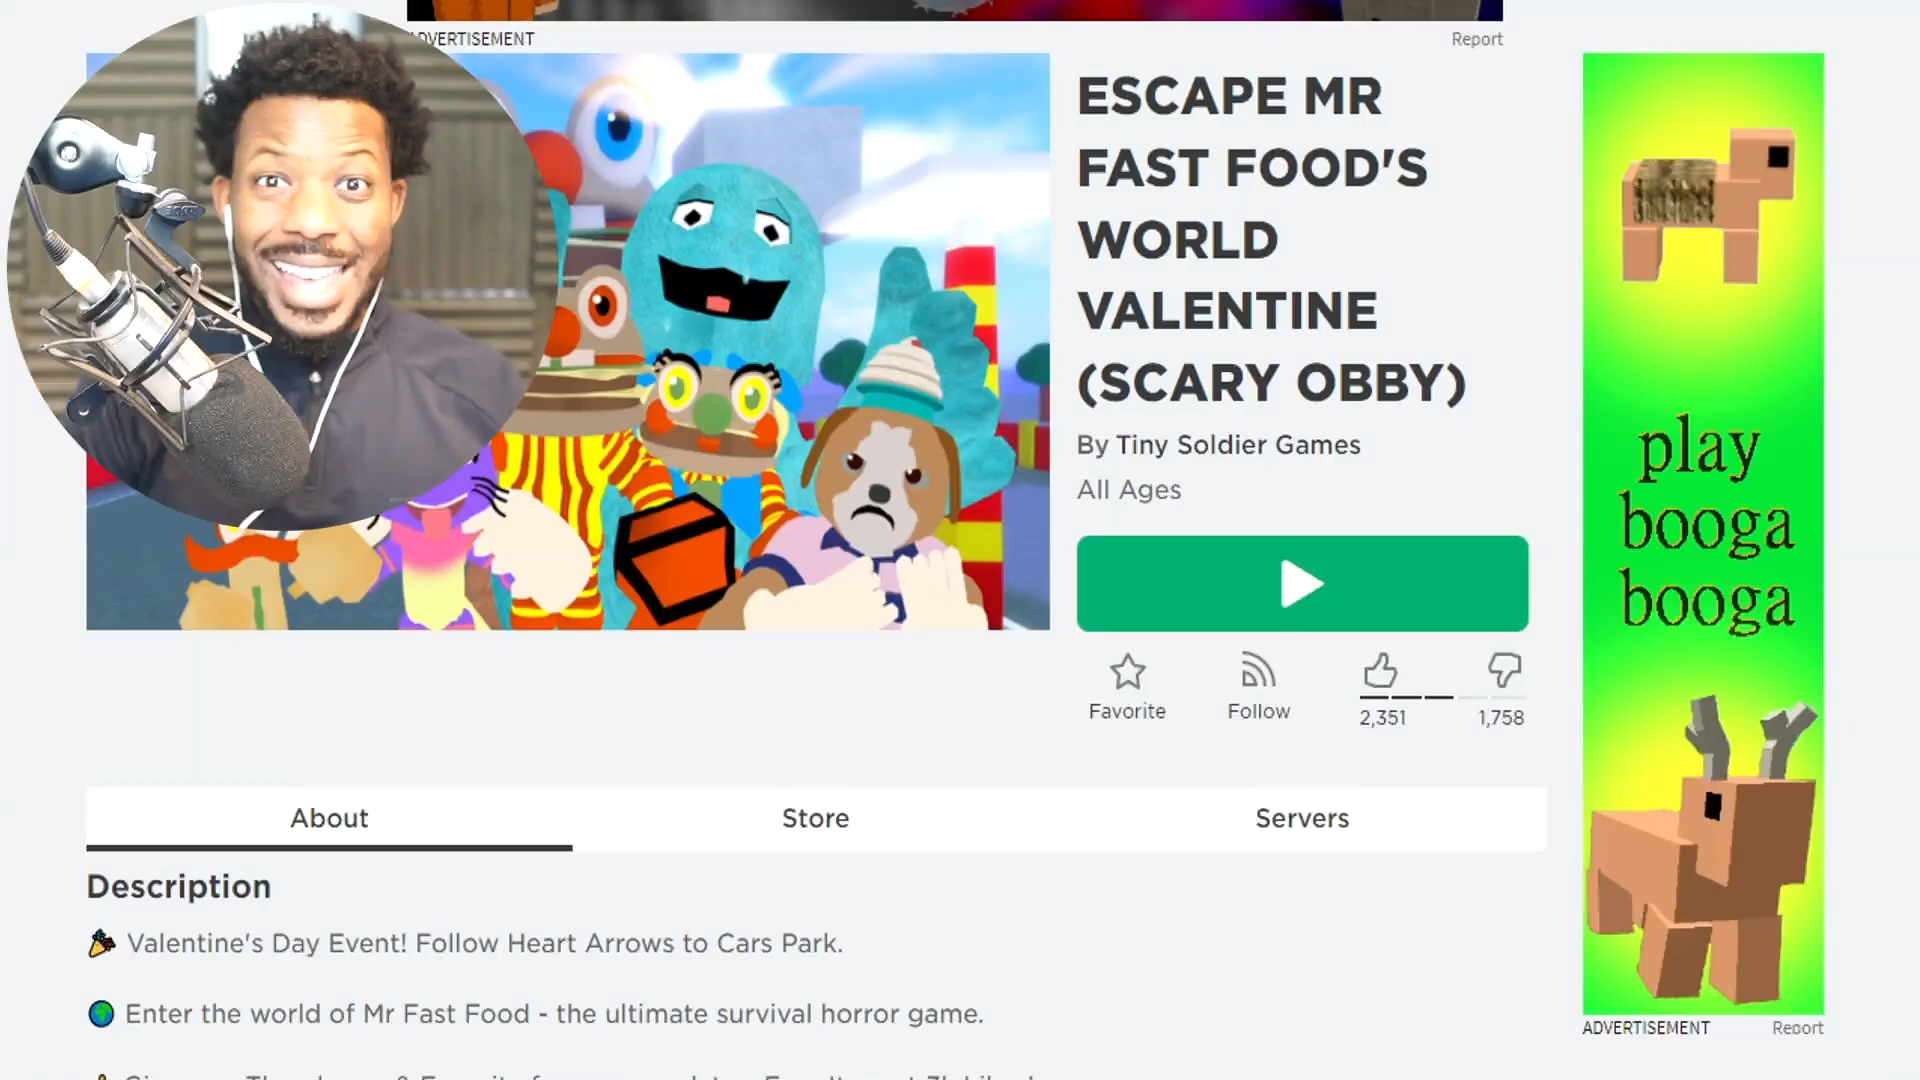 ADVERTISEMENT
Report
ESCAPE MR
FAST FOOD'S
WORLD
VALENTINE
(SCARY OBBY)
By Tiny Soldier Games
All Ages
Favorite
Follow
2,351
1,758
play
booga
booga
ADVERTISEMENT
Report
About
Store
Servers
Description
Valentine's Day Event! Follow Heart Arrows to Cars Park.
Enter the world of Mr Fast Food - the ultimate survival horror game.